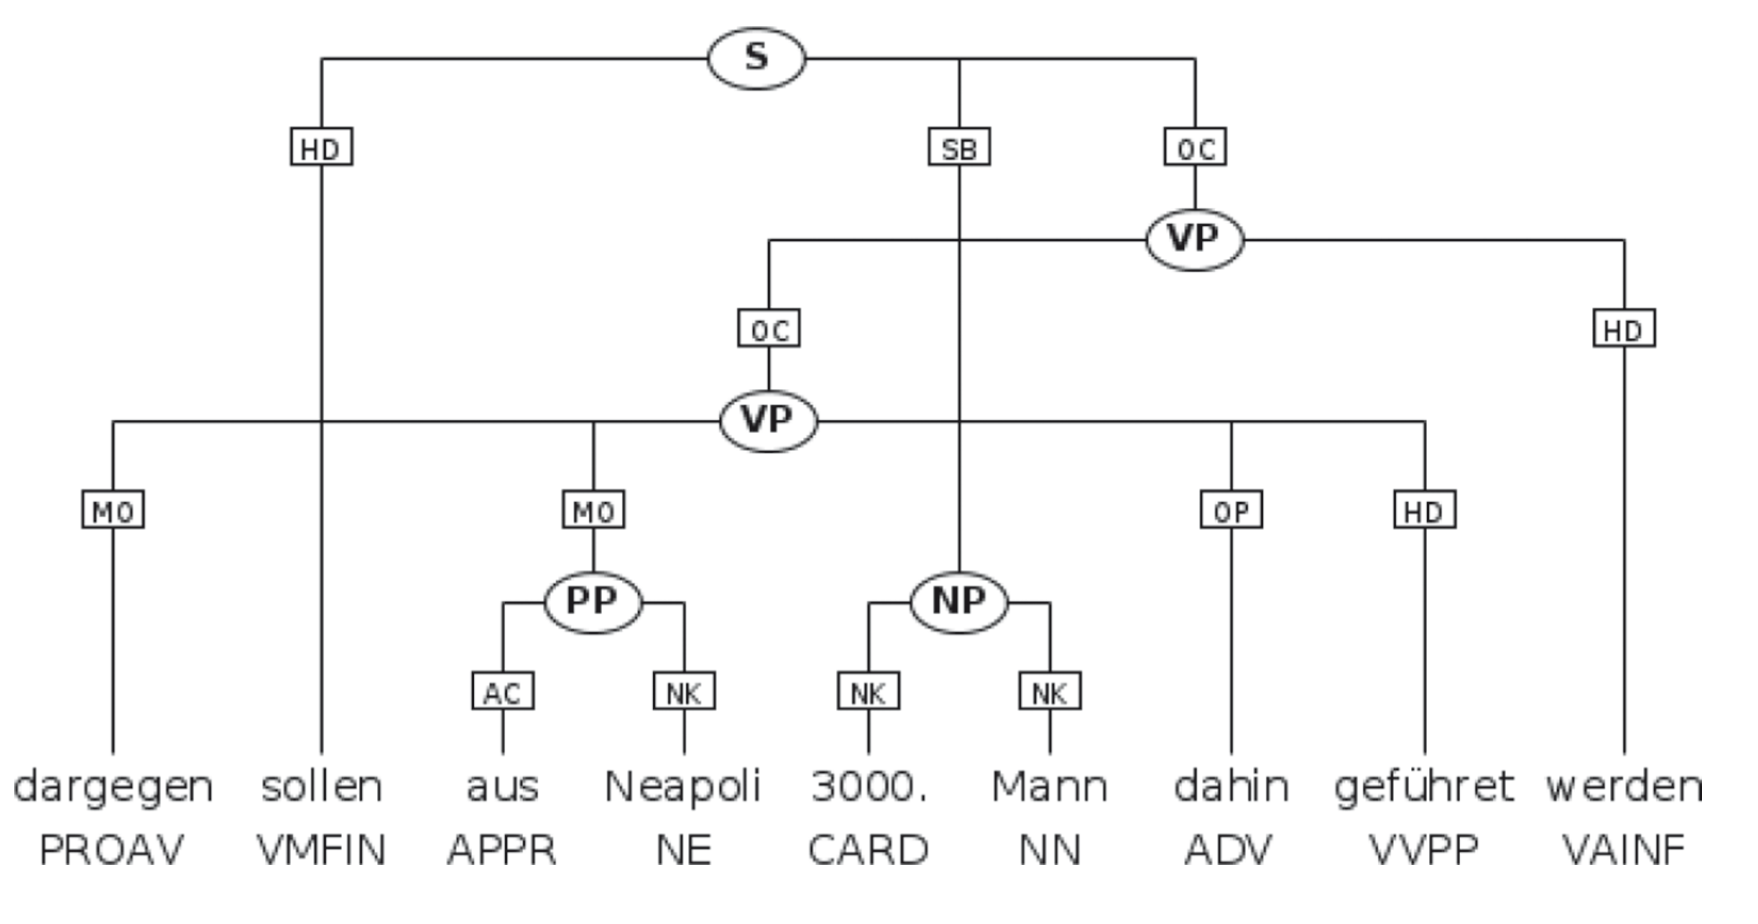 S
HD SB OC
VP
OC HD
VP
MO MO OP HD
PP NP
AC NK NK NK
dargegen sollen aus Neapoli 3000. Mann dahin geführet werden
PROAV VMFIN APPR NE CARD NN ADV VVPP VAINF